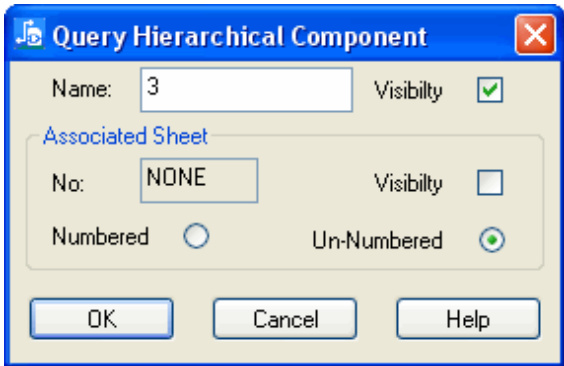 Query Hierarchical Component
Name: 3 Visibilty
Associated Sheet
No: NONE Visibilty
Numbered Un-Numbered
OK Cancel Help